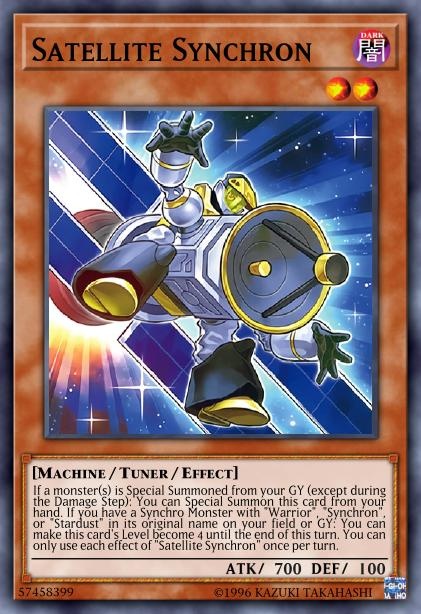 SATELLITE SYNCHRON
DARK
闇
[MACHINE / TUNER / EFFECT]
If a monster(s) is Special Summoned from your GY (except during
the Damage Step): You can Special Summon this card from your
hand. If you have a Synchro Monster with "Warrior", "Synchron",
or "Stardust" in its original name on your field or GY: You can
make this card's Level become 4 until the end of this turn. You can
only use each effect of "Satellite Synchron" once per turn.
ATK/ 700 DEF/ 100
57458399
©1996 KAZUKI TAKAHASHI